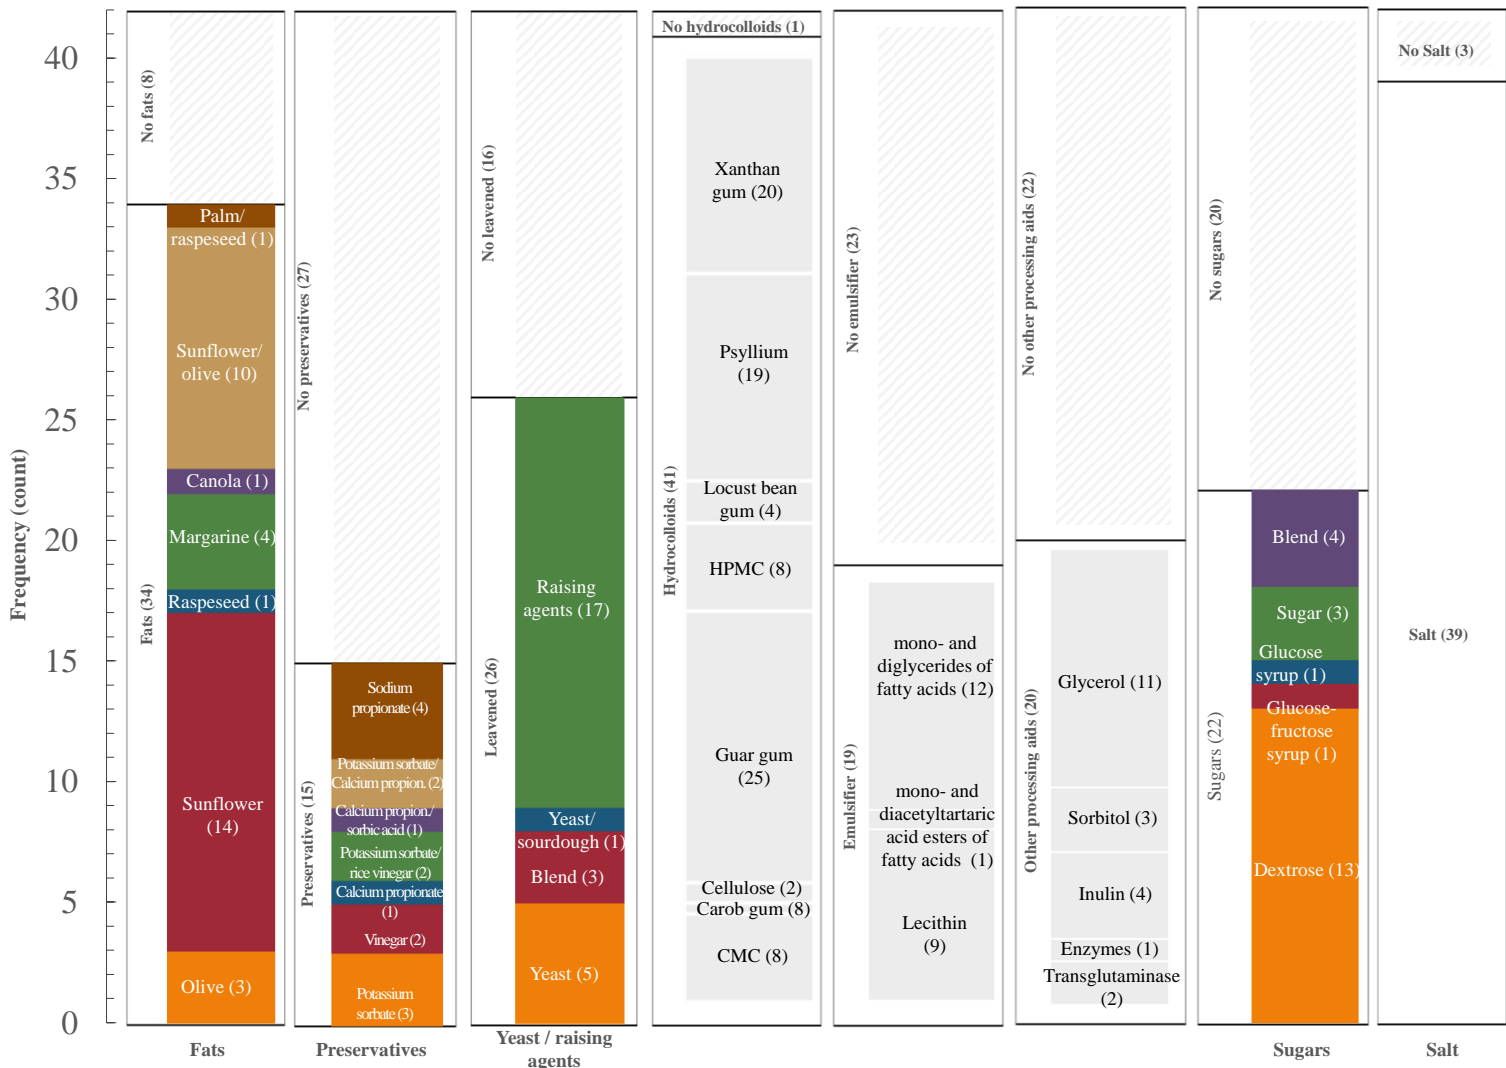 Frequency (count)
40
35
30
25
20
15
10
5
0
No fats (8)
Fats (34)
Palm/
raspeseed (1)
Sunflower/
olive (10)
Canola (1)
Margarine (4)
Raspeseed (1)
Sunflower
(14)
Olive (3)
Fats
No preservatives (27)
Preservatives (15)
Sodium
propionate (4)
Potassium sorbate/
Calcium propion. (2)
Calcium propion./
sorbic acid (1)
Potassium sorbate/
rice vinegar (2)
Calcium propionate
(1)
Vinegar (2)
Potassium
sorbate (3)
Preservatives
No leavened (16)
Leavened (26)
Raising
agents (17)
Yeast/
sourdough (1)
Blend (3)
Yeast (5)
Yeast / raising
agents
No hydrocolloids (1)
Hydrocolloids (41)
Xanthan
gum (20)
Psyllium
(19)
Locust bean
gum (4)
HPMC (8)
Guar gum
(25)
Cellulose (2)
Carob gum (8)
CMC (8)
No emulsifier (23)
Emulsifier (19)
mono- and
diglycerides of
fatty acids (12)
mono- and
diacetyltartaric
acid esters of
fatty acids (1)
Lecithin
(9)
No other processing aids (22)
Other processing aids (20)
Glycerol (11)
Sorbitol (3)
Inulin (4)
Enzymes (1)
Transglutaminase
(2)
No sugars (20)
Sugars (22)
Blend (4)
Sugar (3)
Glucose
syrup (1)
Glucose-
fructose
syrup (1)
Dextrose (13)
Sugars
No Salt (3)
Salt (39)
Salt